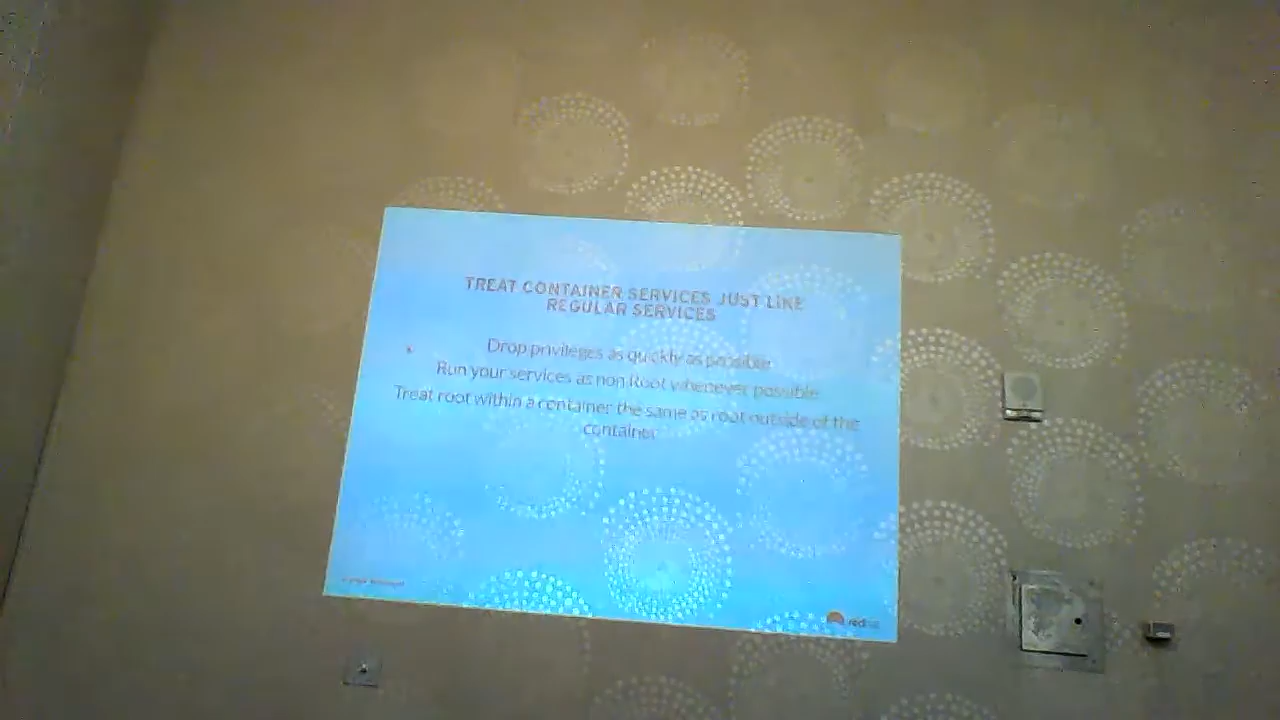 TREAT CONTAINER SERVICES JUST LIKE
REGULAR SERVICES
Drop privileges as quickly as possible
Run your services as non Root whenever possible
Treat root within a container the same as root outside of the
container
red